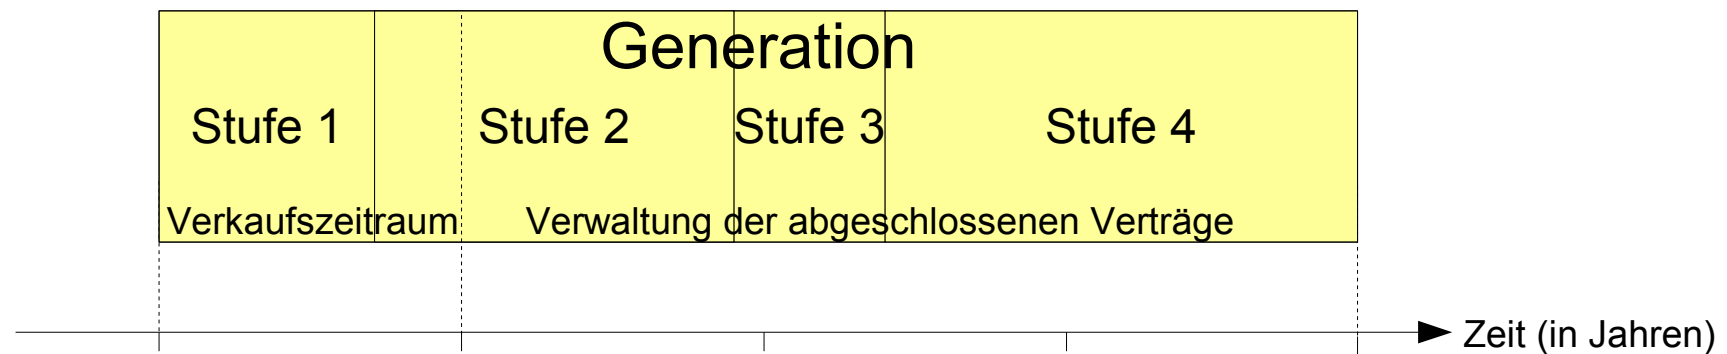 Generation
Stufe 1 Stufe 2 Stufe 3 Stufe 4
Verkaufszeitraum Verwaltung der abgeschlossenen Verträge
Zeit (in Jahren)